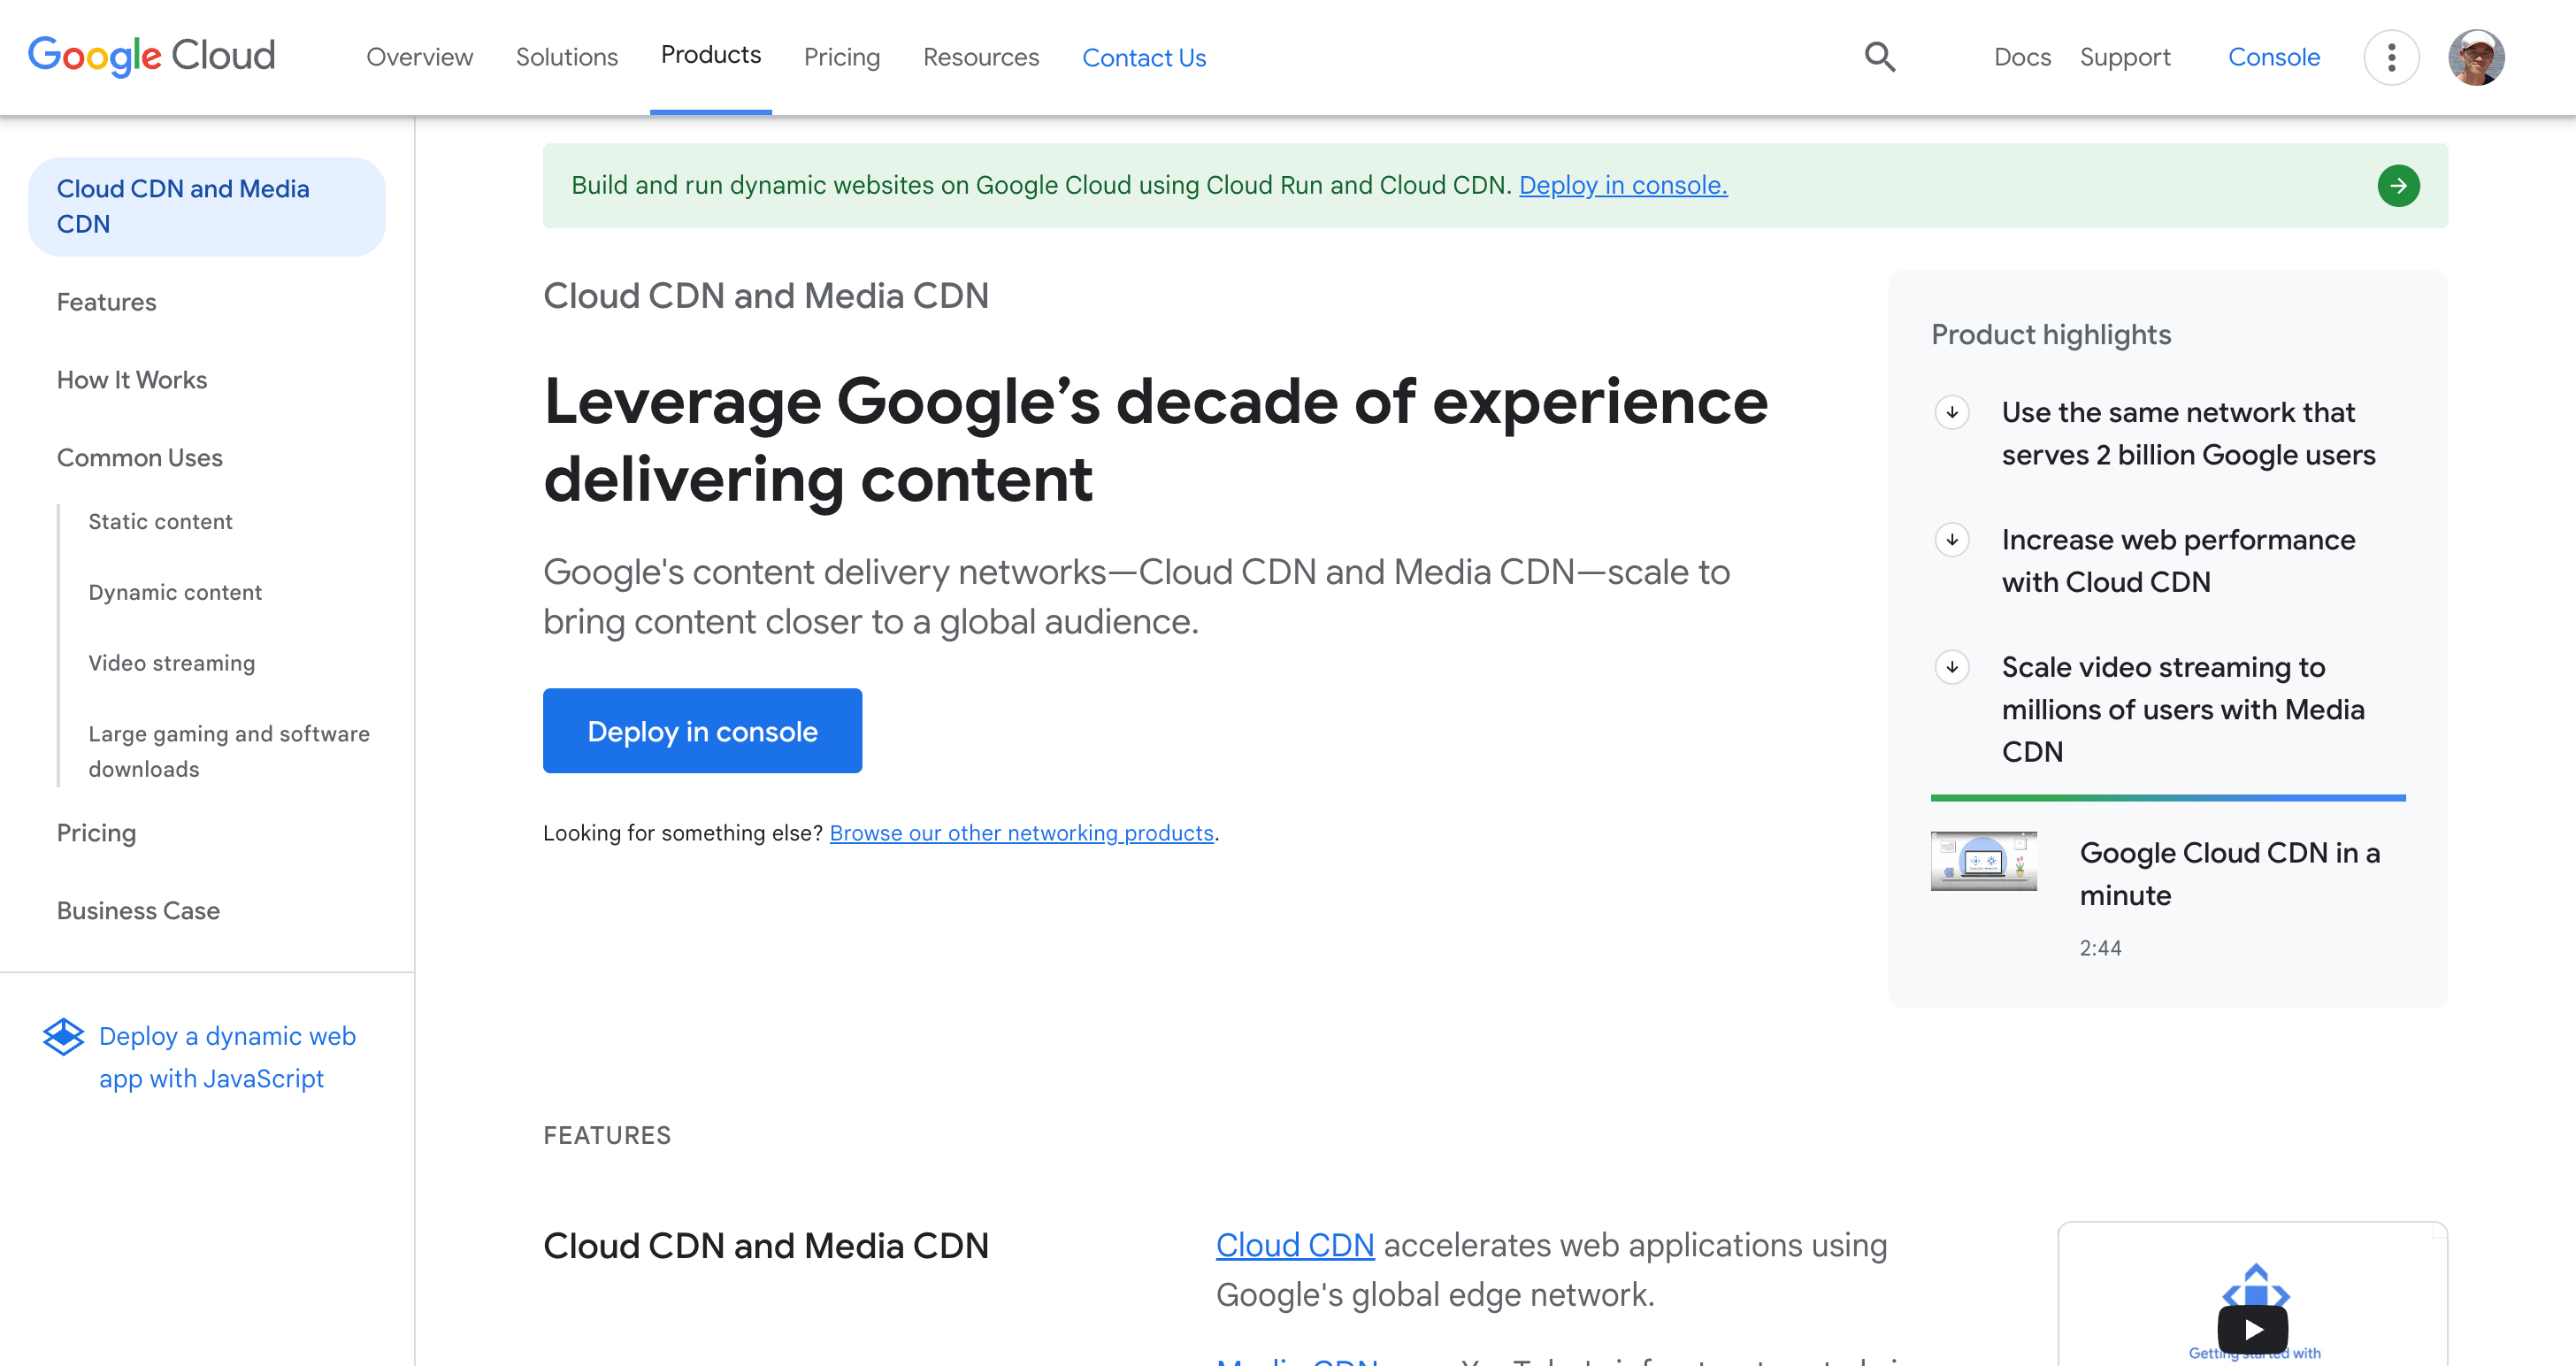 Google Cloud
Overview
Solutions
Products
Pricing
Resources
Contact Us
Docs
Support
Console
Cloud CDN and Media
CDN
Features
How It Works
Common Uses
Static content
Dynamic content
Video streaming
Large gaming and software
downloads
Pricing
Business Case
Deploy a dynamic web
app with JavaScript
Build and run dynamic websites on Google Cloud using Cloud Run and Cloud CDN. Deploy in console.
Cloud CDN and Media CDN
Leverage Google’s decade of experience
delivering content
Google's content delivery networks—Cloud CDN and Media CDN—scale to
bring content closer to a global audience.
Deploy in console
Looking for something else? Browse our other networking products.
Product highlights
Use the same network that
serves 2 billion Google users
Increase web performance
with Cloud CDN
Scale video streaming to
millions of users with Media
CDN
Google Cloud CDN in a
minute
2:44
FEATURES
Cloud CDN and Media CDN
Cloud CDN accelerates web applications using
Google's global edge network.
Media CDN
Getting started with